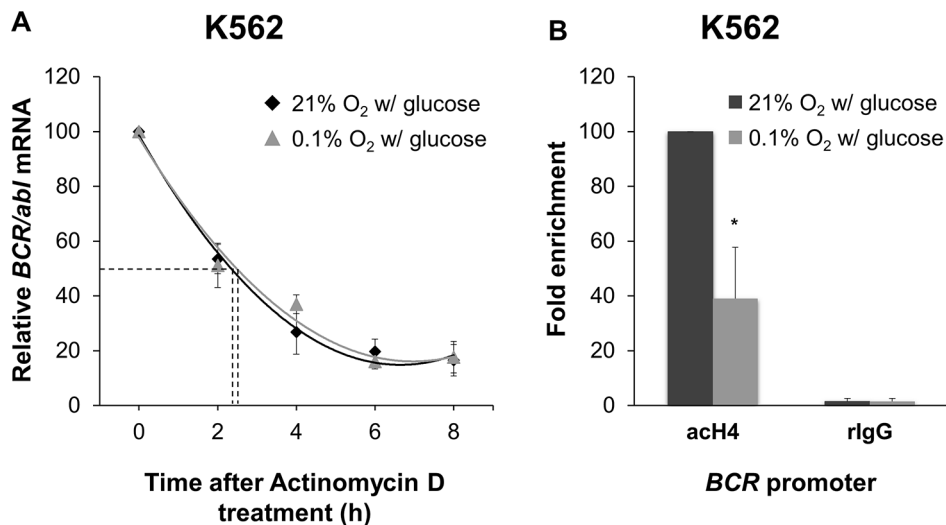 A
K562
Relative BCR/abl mRNA
120
100
80
60
40
20
0
21% O₂ w/ glucose
0.1% O₂ w/ glucose
0 2 4 6 8
Time after Actinomycin D
treatment (h)
B
K562
Fold enrichment
120
100
80
60
40
20
0
21% O₂ w/ glucose
0.1% O₂ w/ glucose
*
acH4 rIgG
BCR promoter